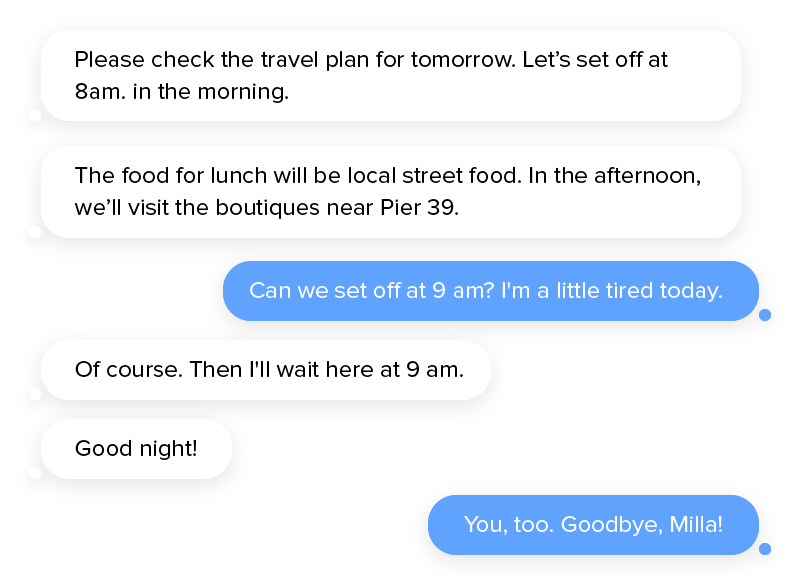 Please check the travel plan for tomorrow. Let’s set off at
8am. in the morning.
The food for lunch will be local street food. In the afternoon,
we’ll visit the boutiques near Pier 39.
Can we set off at 9 am? I'm a little tired today.
Of course. Then I'll wait here at 9 am.
Good night!
You, too. Goodbye, Milla!